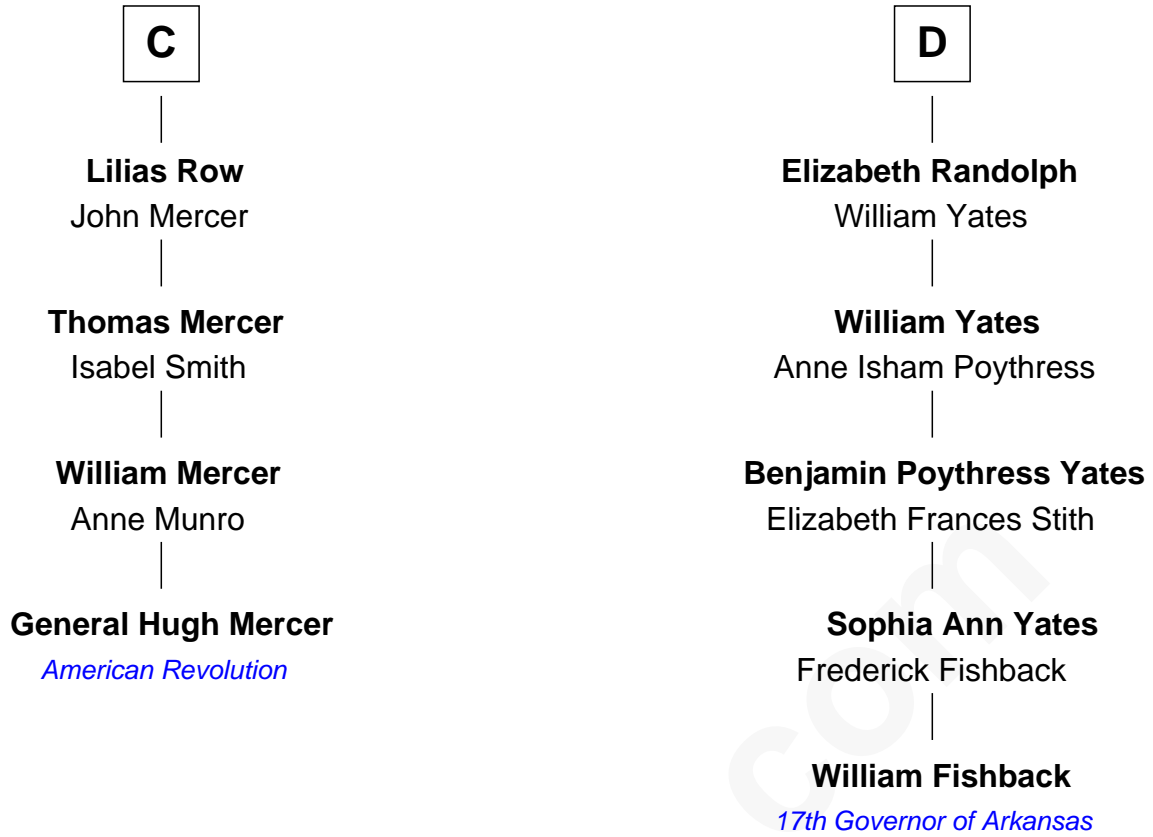 C
Lilias Row
John Mercer
Thomas Mercer
Isabel Smith
William Mercer
Anne Munro
General Hugh Mercer
American Revolution
D
Elizabeth Randolph
William Yates
William Yates
Anne Isham Poythress
Benjamin Poythress Yates
Elizabeth Frances Stith
Sophia Ann Yates
Frederick Fishback
William Fishback
17th Governor of Arkansas
com